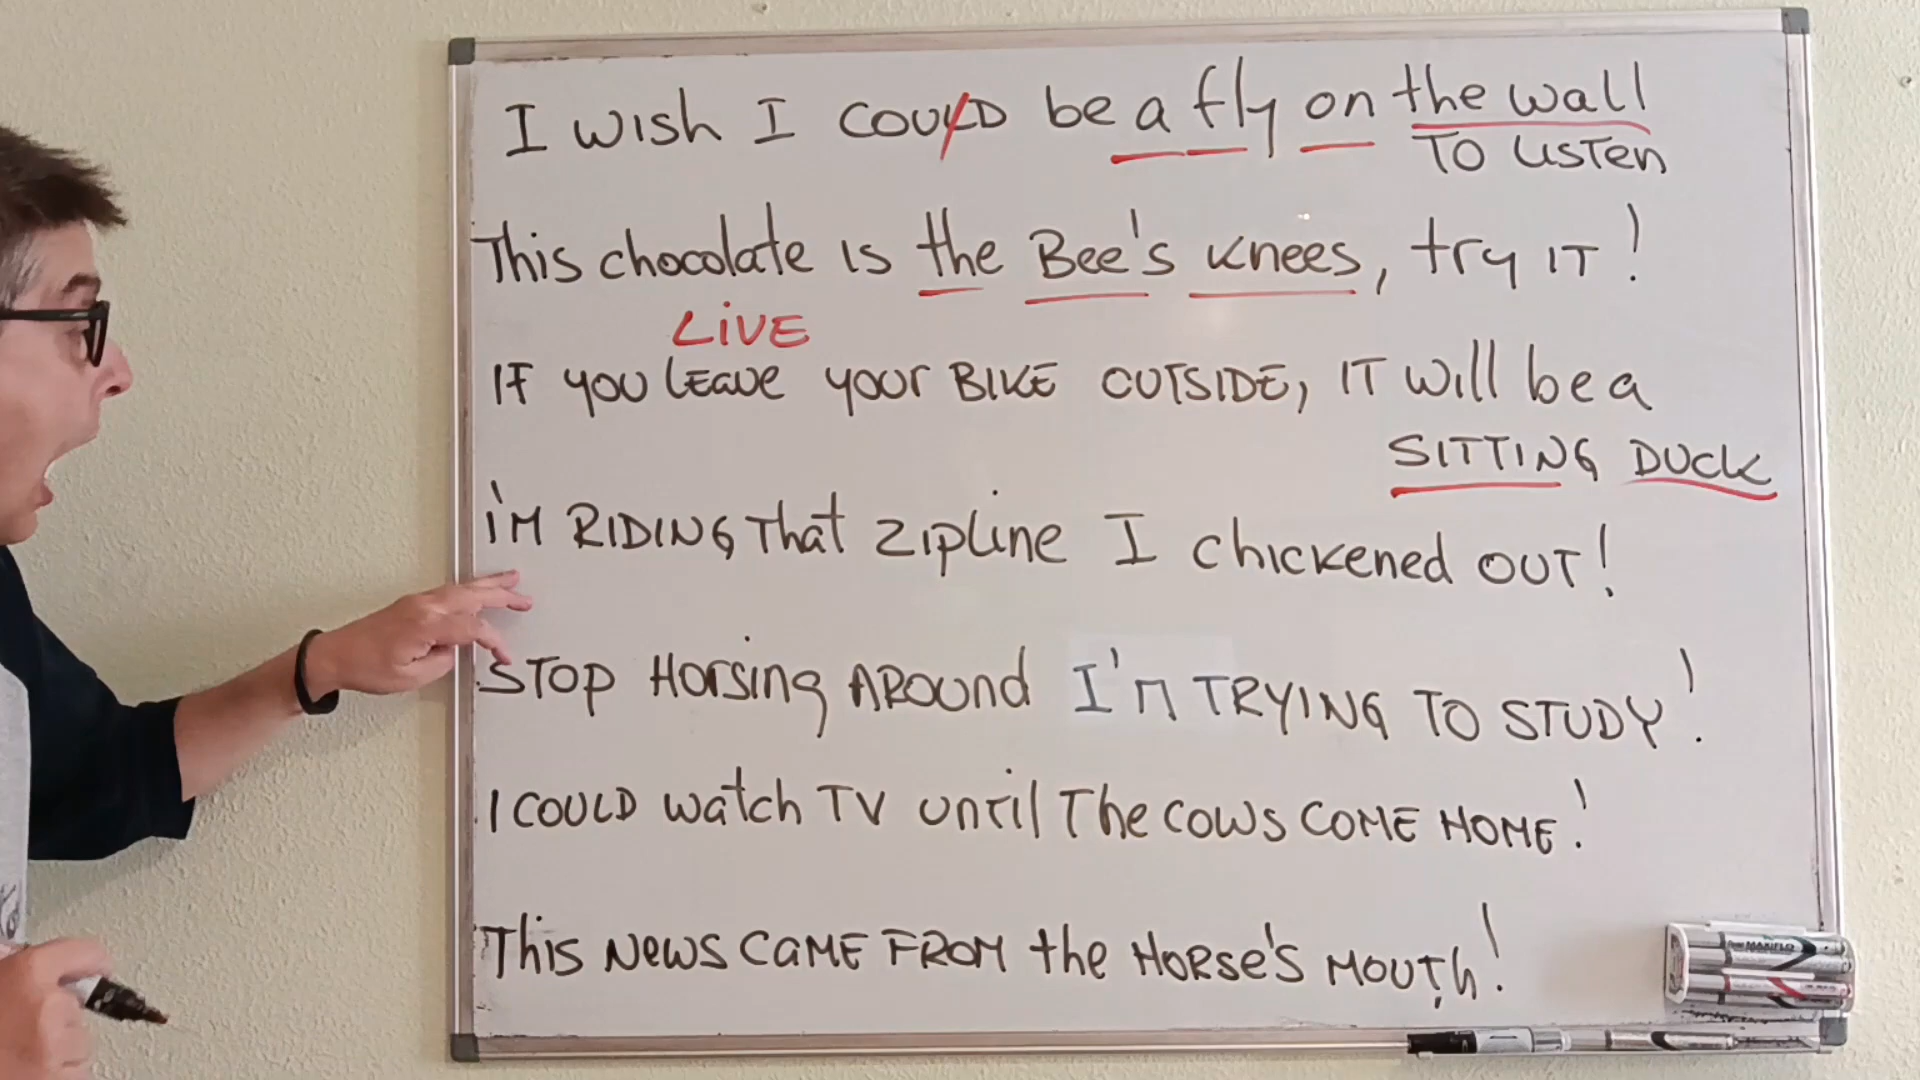 I wish I could be a fly on the wall
TO LISTEN
This chocolate is the Bee's knees, try IT!
LiVE
IF you Leave your BIKE OUTSIDE, IT will be a
SITTING DUCK
i'M RIDING That zipline I chickened OUT!
STOP Horsing AROUND I'M TRYING TO STUDY!
I COULD watch TV until The COWS COME HOME!
This NEWS CAME FROM the HORSE'S MOUTh!